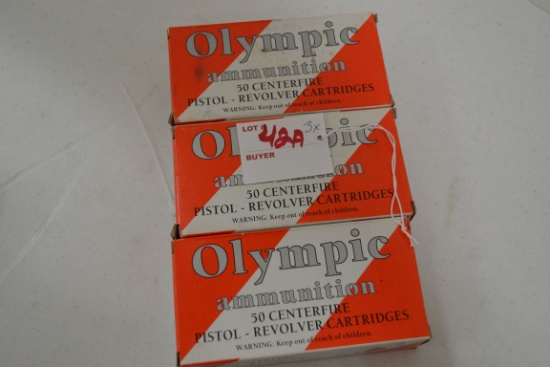 Olympic
ammunition
50 CENTERFIRE
PISTOL - REVOLVER CARTRIDGES
WARNING: Keep out of reach of children.
Olympic
LOT 42A 3x
BUYER
50 CENTERFIRE
PISTOL - REVOLVER CARTRIDGES
WARNING: Keep out of reach of children.
Olympic
ammunition
50 CENTERFIRE
PISTOL - REVOLVER CARTRIDGES
WARNING: Keep out of reach of children.